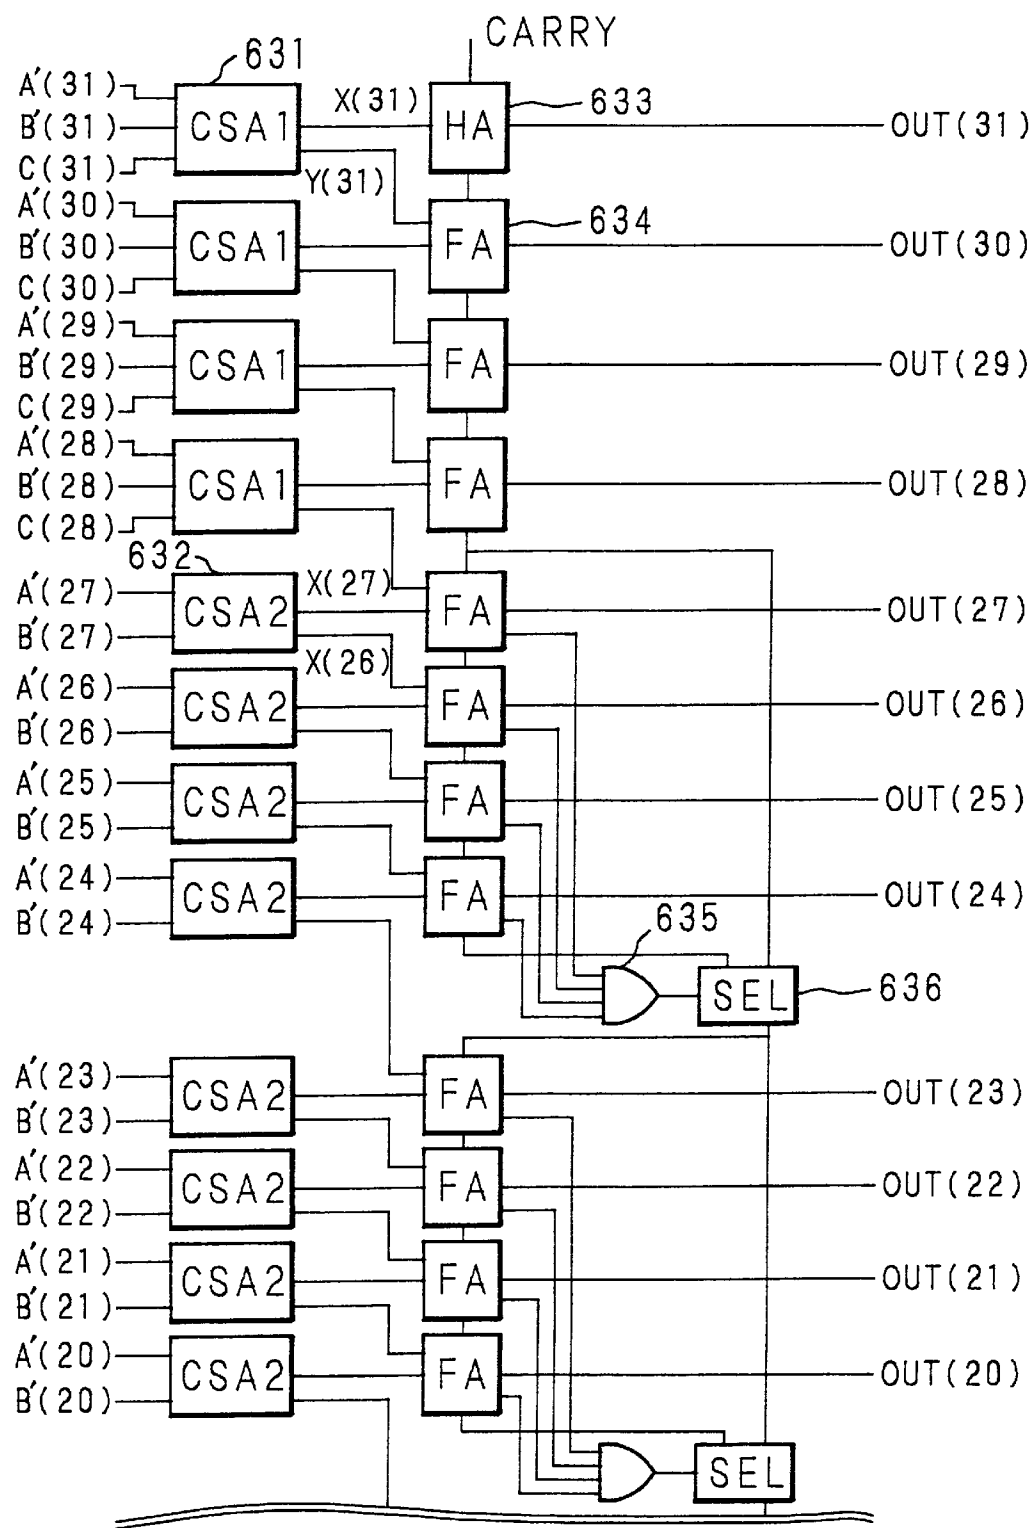 CARRY
631
A'(31)
B'(31)
C(31)
CSA1
X(31)
Y(31)
HA
633
OUT(31)
A'(30)
B'(30)
C(30)
CSA1
FA
634
OUT(30)
A'(29)
B'(29)
C(29)
CSA1
FA
OUT(29)
A'(28)
B'(28)
C(28)
CSA1
FA
OUT(28)
632
A'(27)
B'(27)
CSA2
X(27)
X(26)
FA
OUT(27)
A'(26)
B'(26)
CSA2
FA
OUT(26)
A'(25)
B'(25)
CSA2
FA
OUT(25)
A'(24)
B'(24)
CSA2
FA
OUT(24)
635
SEL
636
A'(23)
B'(23)
CSA2
FA
OUT(23)
A'(22)
B'(22)
CSA2
FA
OUT(22)
A'(21)
B'(21)
CSA2
FA
OUT(21)
A'(20)
B'(20)
CSA2
FA
OUT(20)
SEL